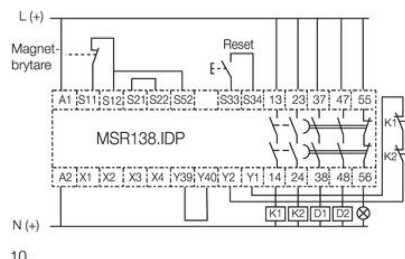 L (+)
Magnet-
brytare
Reset
A1 S11 S12 S21 S22 S52 S33 S34 13 23 37 47 55
MSR138.IDP
K1
K2
A2 X1 X2 X3 X4 Y39 Y40 Y2 Y1 14 24 38 48 56
K1 K2 D1 D2
N (+)
10